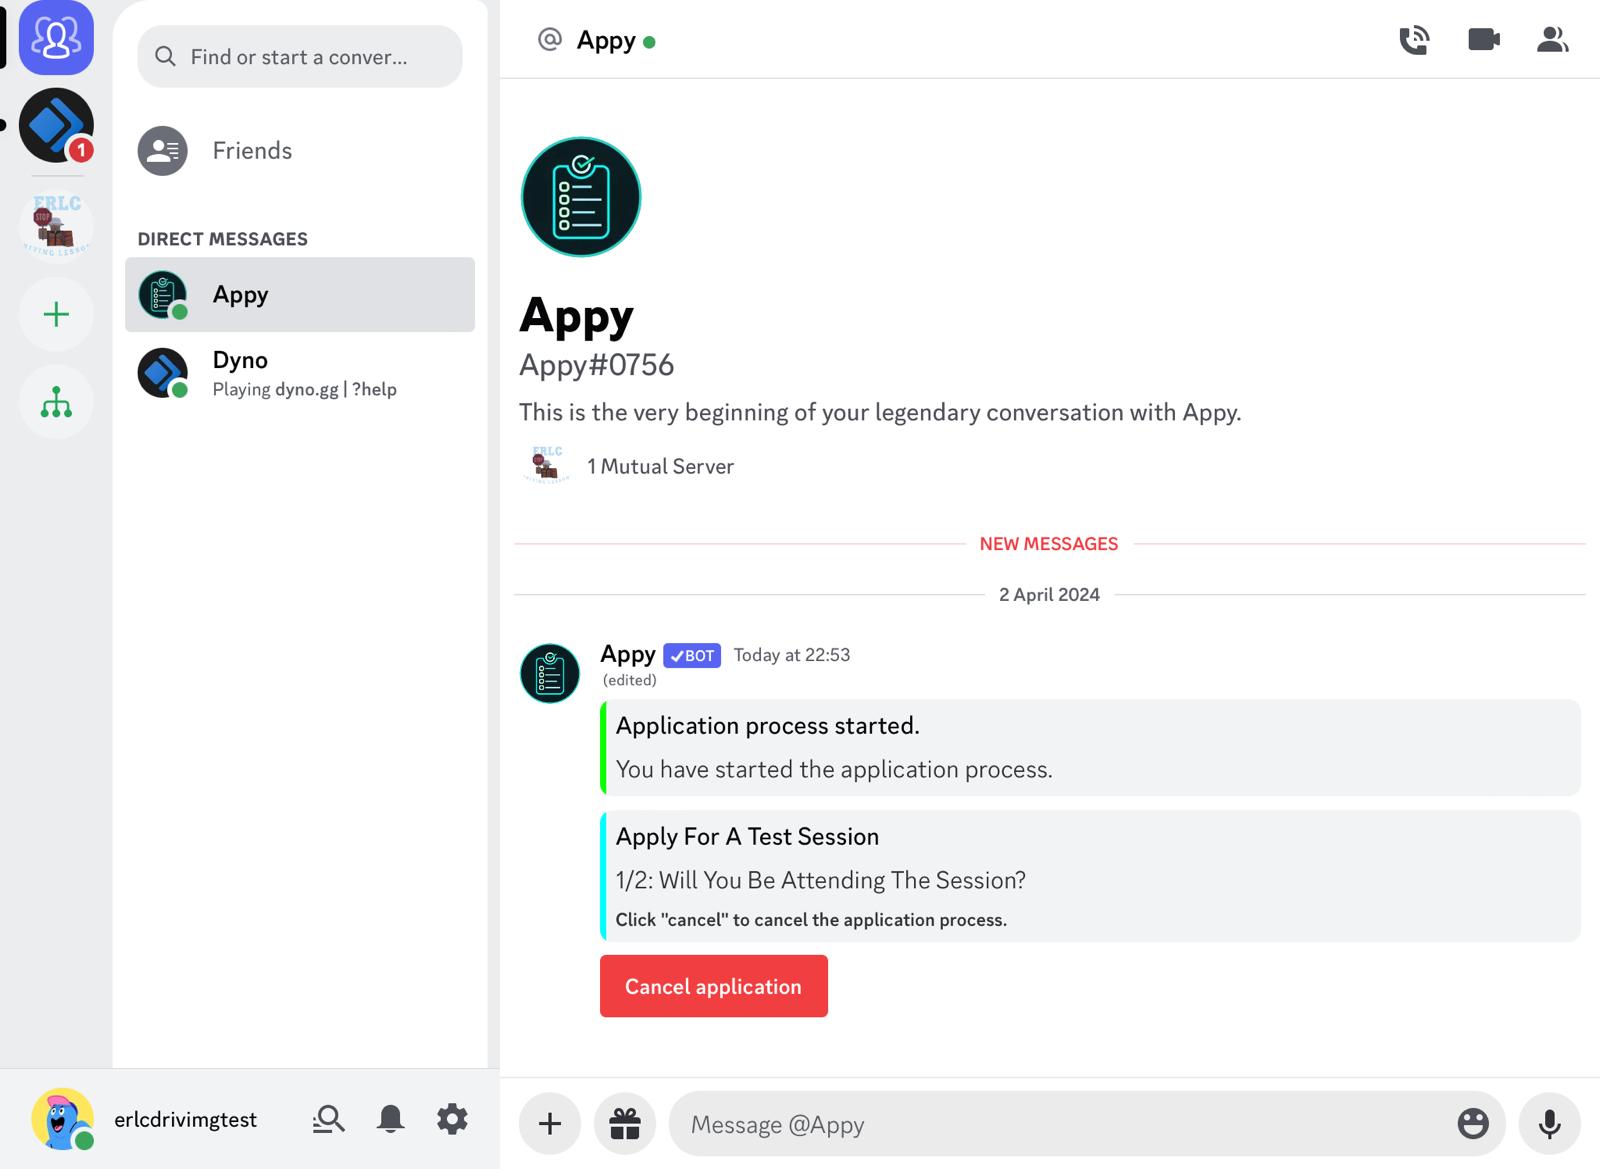 Find or start a conver...
1
Friends
ERLC
STOP
DIRECT MESSAGES
Appy
Dyno
Playing dyno.gg | ?help
erlcdrivimgtest
@ Appy
Appy
Appy#0756
This is the very beginning of your legendary conversation with Appy.
1 Mutual Server
NEW MESSAGES
2 April 2024
Appy ✓BOT Today at 22:53
(edited)
Application process started.
You have started the application process.
Apply For A Test Session
1/2: Will You Be Attending The Session?
Click "cancel" to cancel the application process.
Cancel application
Message @Appy